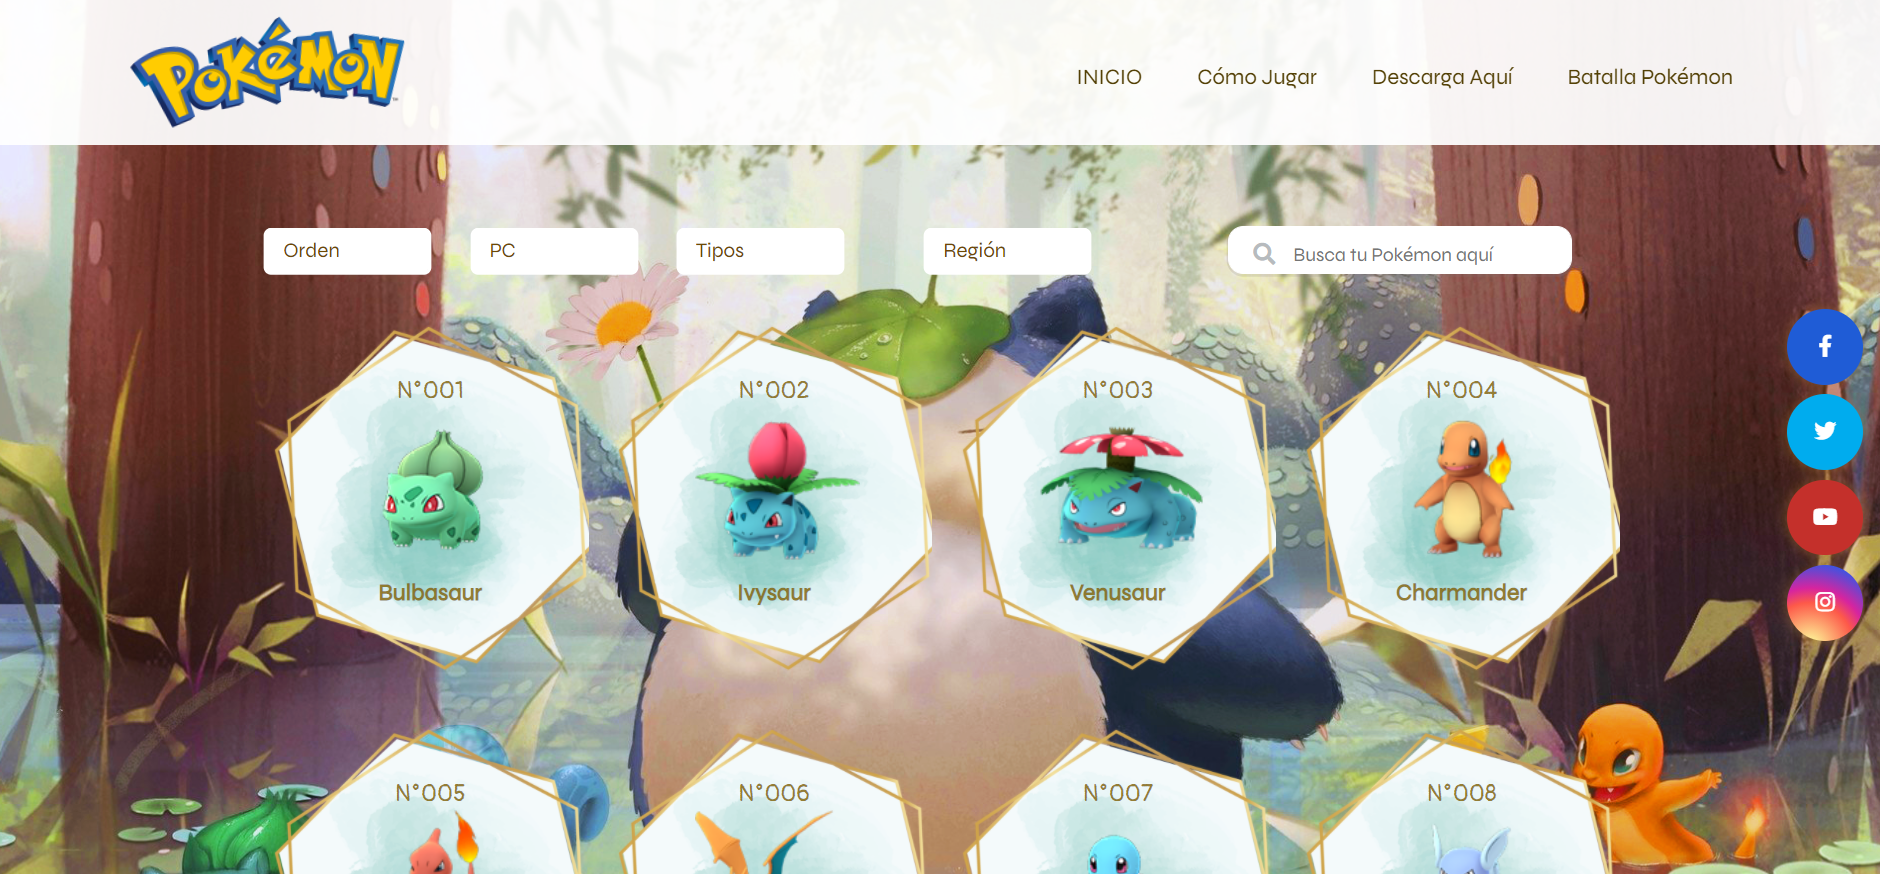 Pokémon
INICIO Cómo Jugar Descarga Aquí Batalla Pokémon
Orden PC Tipos Región Busca tu Pokémon aquí
N°001 N°002 N°003 N°004
Bulbasaur Ivysaur Venusaur Charmander
N°005 N°006 N°007 N°008